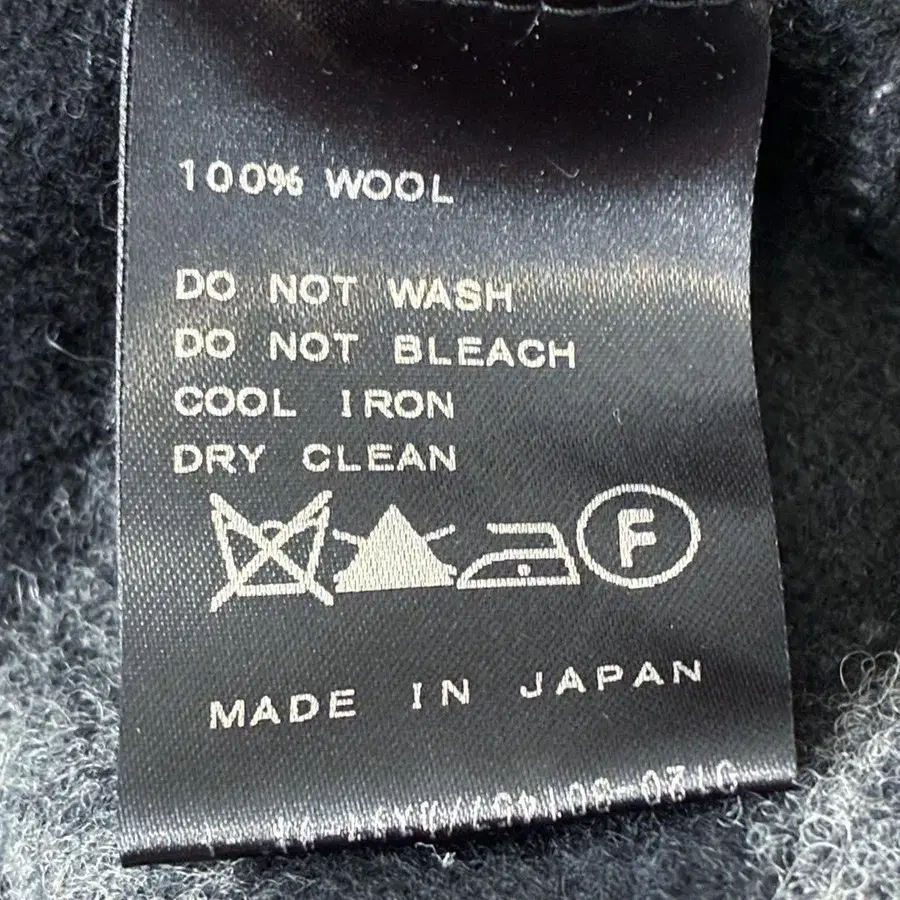 100% WOOL
DO NOT WASH
DO NOT BLEACH
COOL IRON
DRY CLEAN
F
MADE IN JAPAN